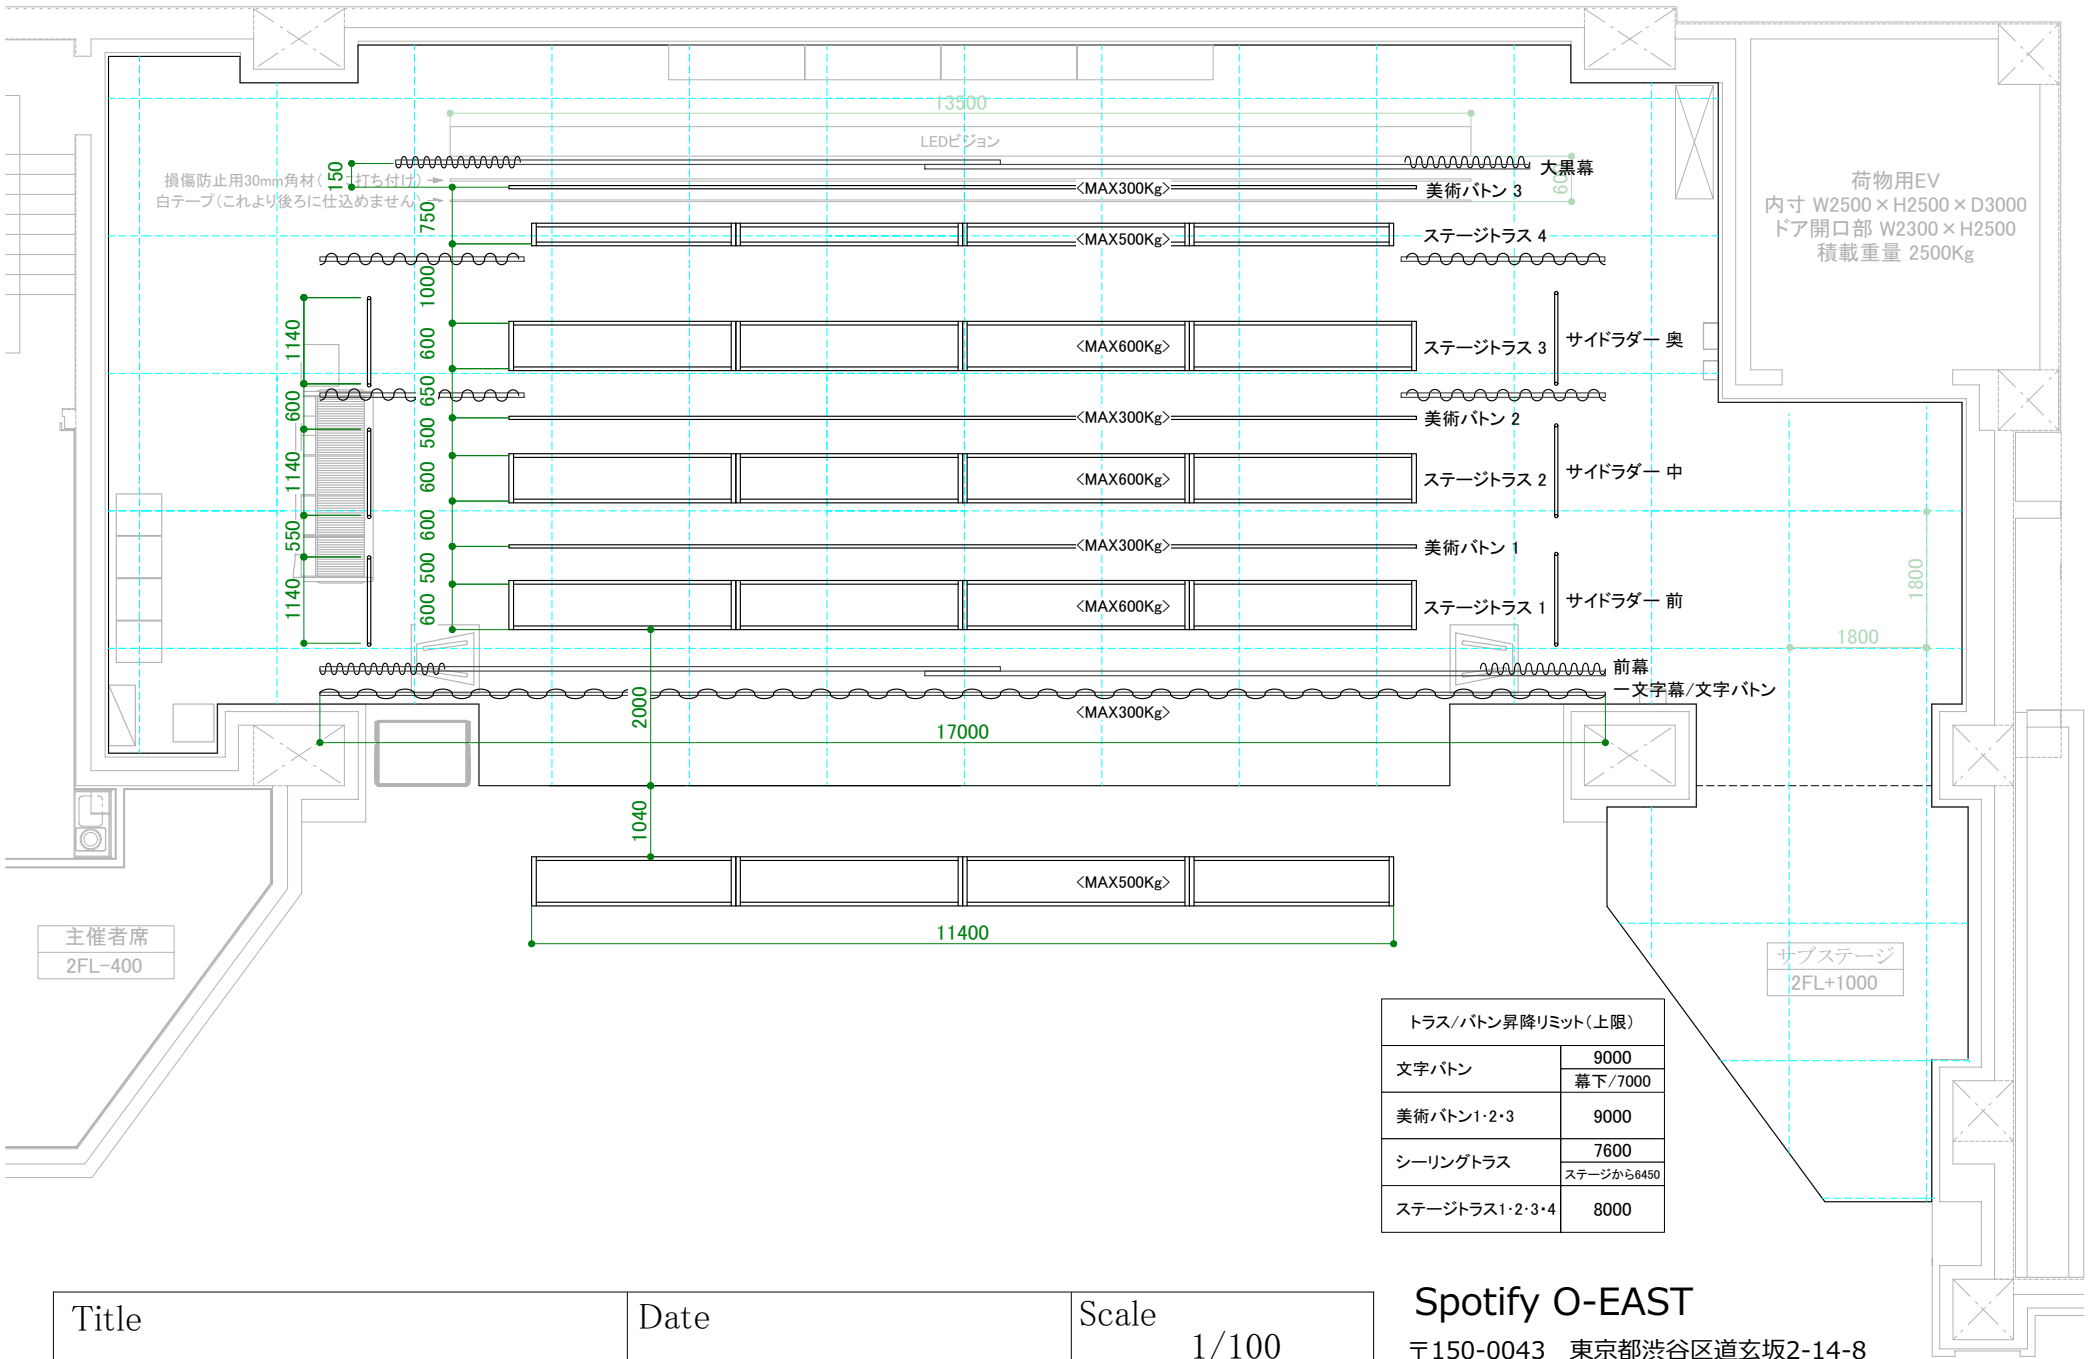 13500
LEDビジョン
150
大黒幕
損傷防止用30mm角材(
打ち付け)
白テープ(これより後ろに仕込めません)
<MAX300Kg>
美術バトン 3
荷物用EV
内寸 W2500×H2500×D3000
ドア開口部 W2300×H2500
積載重量 2500Kg
750
<MAX500Kg>
ステージトラス 4
1000
1140
600
<MAX600Kg>
ステージトラス 3
サイドラダー 奥
650
600
<MAX300Kg>
美術バトン 2
500
1140
600
<MAX600Kg>
ステージトラス 2
サイドラダー 中
550
600
<MAX300Kg>
美術バトン 1
500
1140
600
<MAX600Kg>
ステージトラス 1
サイドラダー 前
1800
1800
前幕
一文字幕/文字バトン
2000
<MAX300Kg>
17000
1040
<MAX500Kg>
11400
主催者席
2FL-400
サブステージ
2FL+1000
トラス/バトン昇降リミット(上限)
文字バトン
9000
幕下/7000
美術バトン1・2・3
9000
シーリングトラス
7600
ステージから6450
ステージトラス1・2・3・4
8000
Title
Date
Scale
1/100
Spotify O-EAST
〒150-0043 東京都渋谷区道玄坂2-14-8